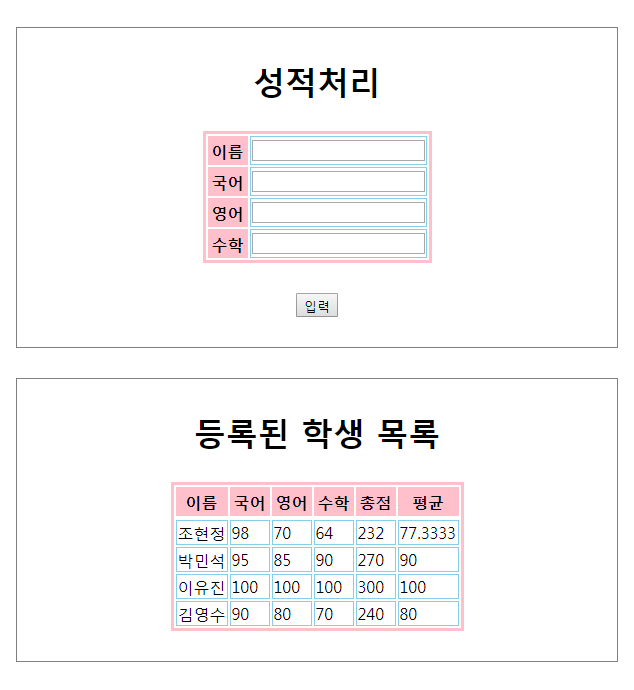 성적처리
이름
국어
영어
수학
입력
등록된 학생 목록
이름 국어 영어 수학 총점 평균
조현정 98 70 64 232 77.3333
박민석 95 85 90 270 90
이유진 100 100 100 300 100
김영수 90 80 70 240 80